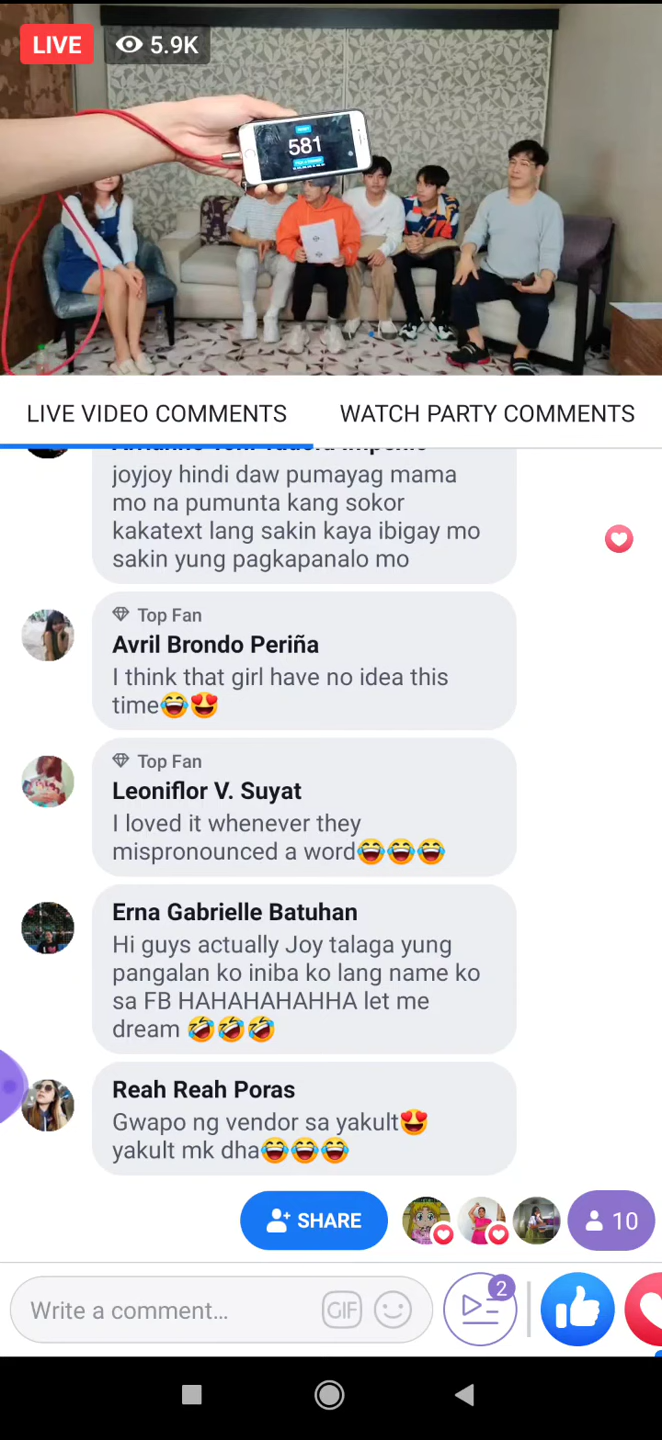 LIVE
5.9K
581
LIVE VIDEO COMMENTS
WATCH PARTY COMMENTS
joyjoy hindi daw pumayag mama
mo na pumunta kang sokor
kakatext lang sakin kaya ibigay mo
sakin yung pagkapanalo mo
Top Fan
Avril Brondo Periña
I think that girl have no idea this
time😂😍
Top Fan
Leoniflor V. Suyat
I loved it whenever they
mispronounced a word😂😂😂
Erna Gabrielle Batuhan
Hi guys actually Joy talaga yung
pangalan ko iniba ko lang name ko
sa FB HAHAHAHAHHA let me
dream 🤣🤣🤣
Reah Reah Poras
Gwapo ng vendor sa yakult😍
yakult mk dha😂😂😂
SHARE
10
Write a comment...
GIF
2